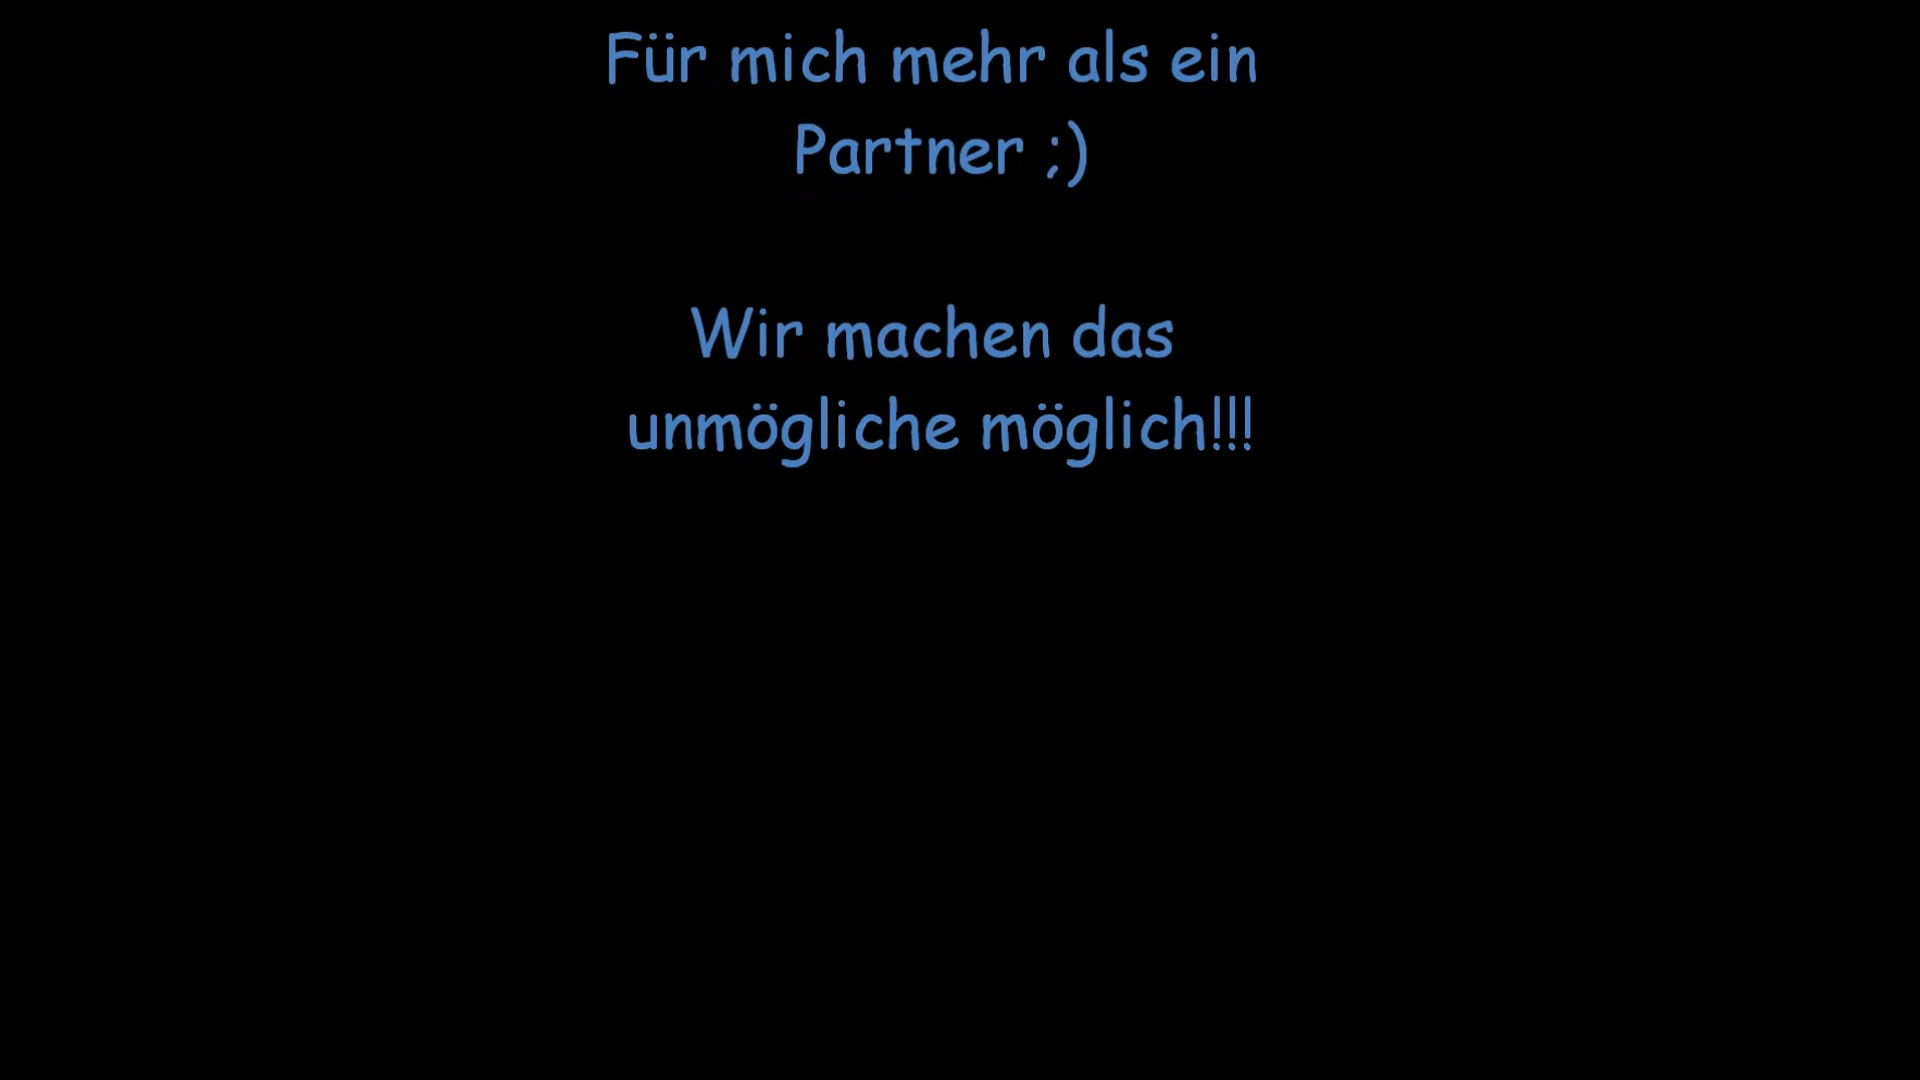 Für mich mehr als ein
Partner ;)
Wir machen das
unmögliche möglich!!!